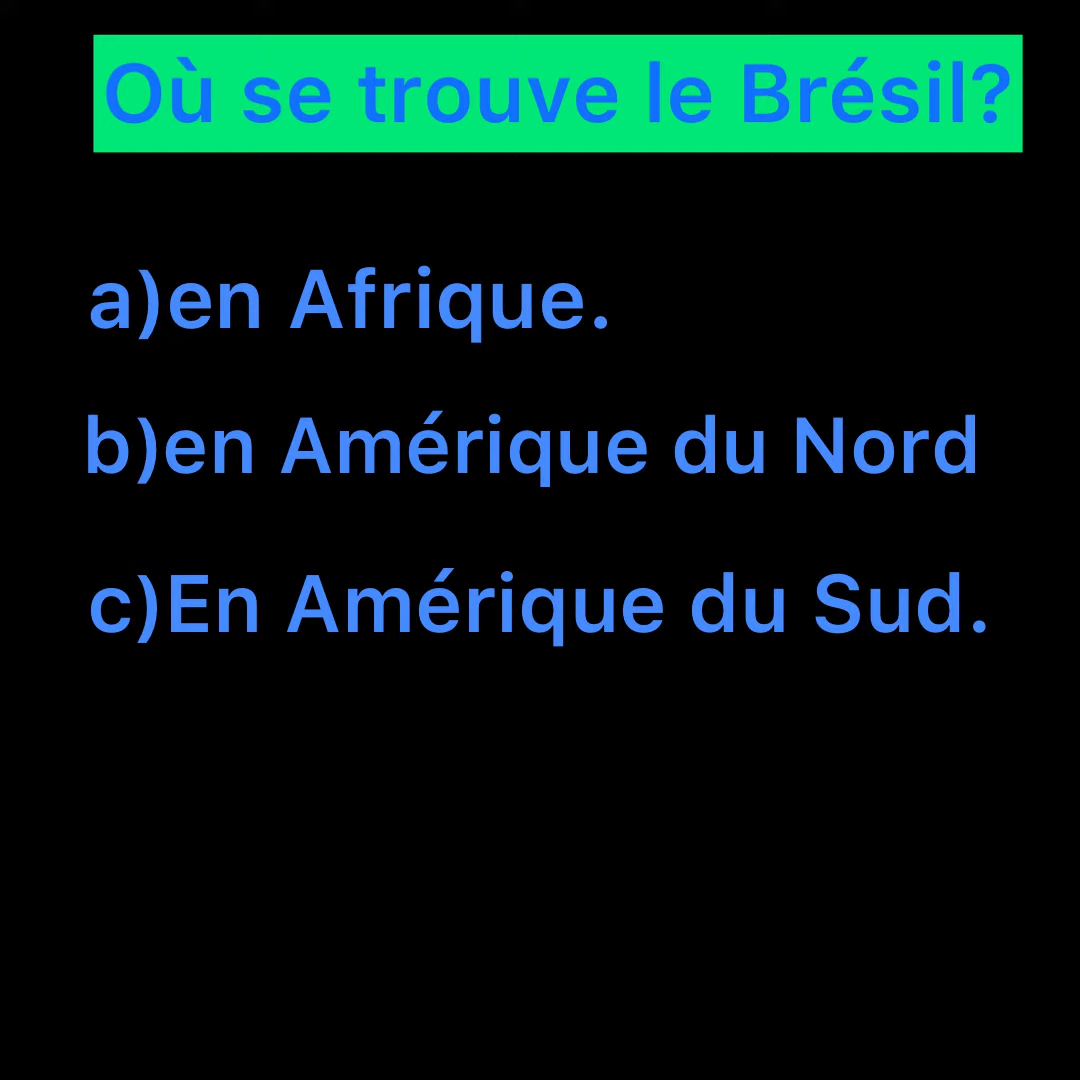 Où se trouve le Brésil?
a)en Afrique.
b)en Amérique du Nord
c)En Amérique du Sud.